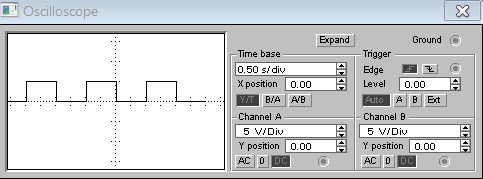 Oscilloscope
Expand
Ground
Time base
0.50 s/div
X position 0.00
Y/T B/A A/B
Trigger
Edge
Level 0.00
Auto A B Ext
Channel A
5 V/Div
Y position 0.00
AC 0 DC
Channel B
5 V/Div
Y position 0.00
AC 0 DC